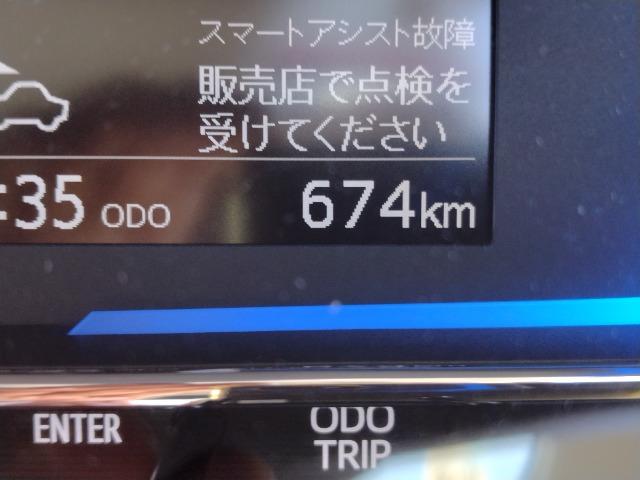 スマートアシスト故障
販売店で点検を
受けてください
:35 ODO 674km
ENTER
ODO
TRIP